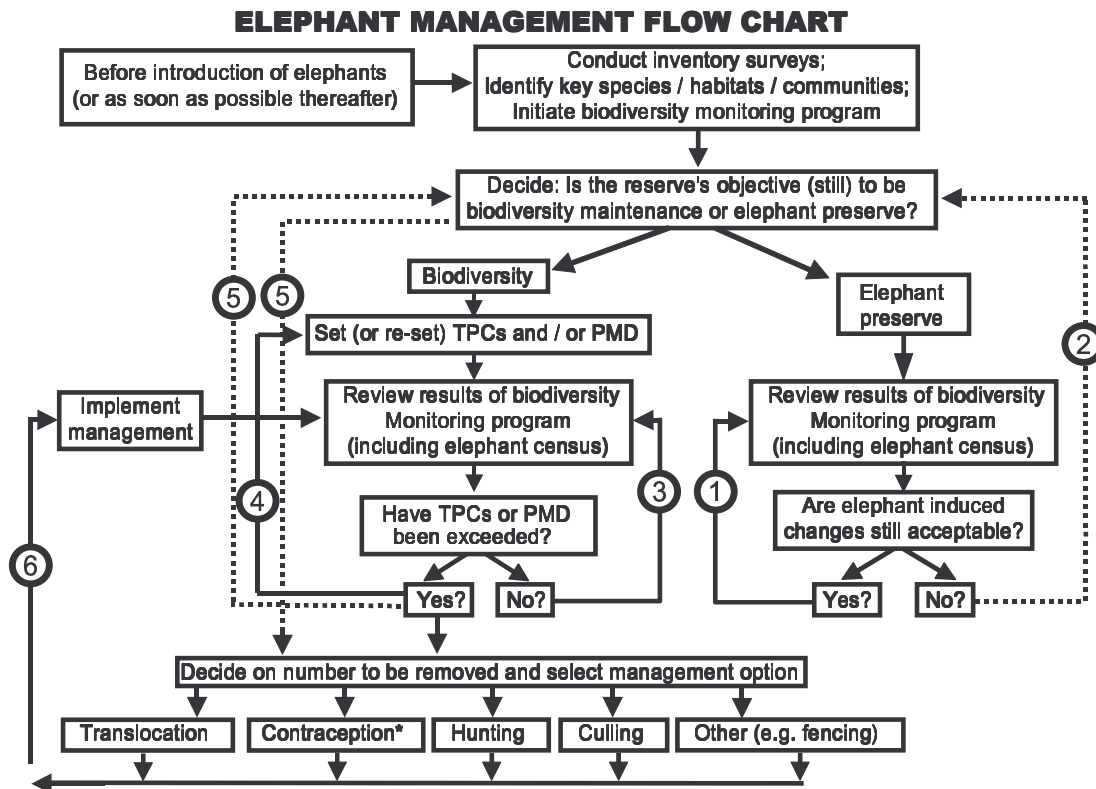 ELEPHANT MANAGEMENT FLOW CHART
Before introduction of elephants
(or as soon as possible thereafter)
Conduct inventory surveys;
Identify key species / habitats / communities;
Initiate biodiversity monitoring program
Decide: Is the reserve's objective (still) to be
biodiversity maintenance or elephant preserve?
Biodiversity
Elephant
preserve
5
5
2
Set (or re-set) TPCs and / or PMD
Implement
management
Review results of biodiversity
Monitoring program
(including elephant census)
Review results of biodiversity
Monitoring program
(including elephant census)
4
3
1
Have TPCs or PMD
been exceeded?
Are elephant induced
changes still acceptable?
6
Yes?
No?
Yes?
No?
Decide on number to be removed and select management option
Translocation
Contraception*
Hunting
Culling
Other (e.g. fencing)